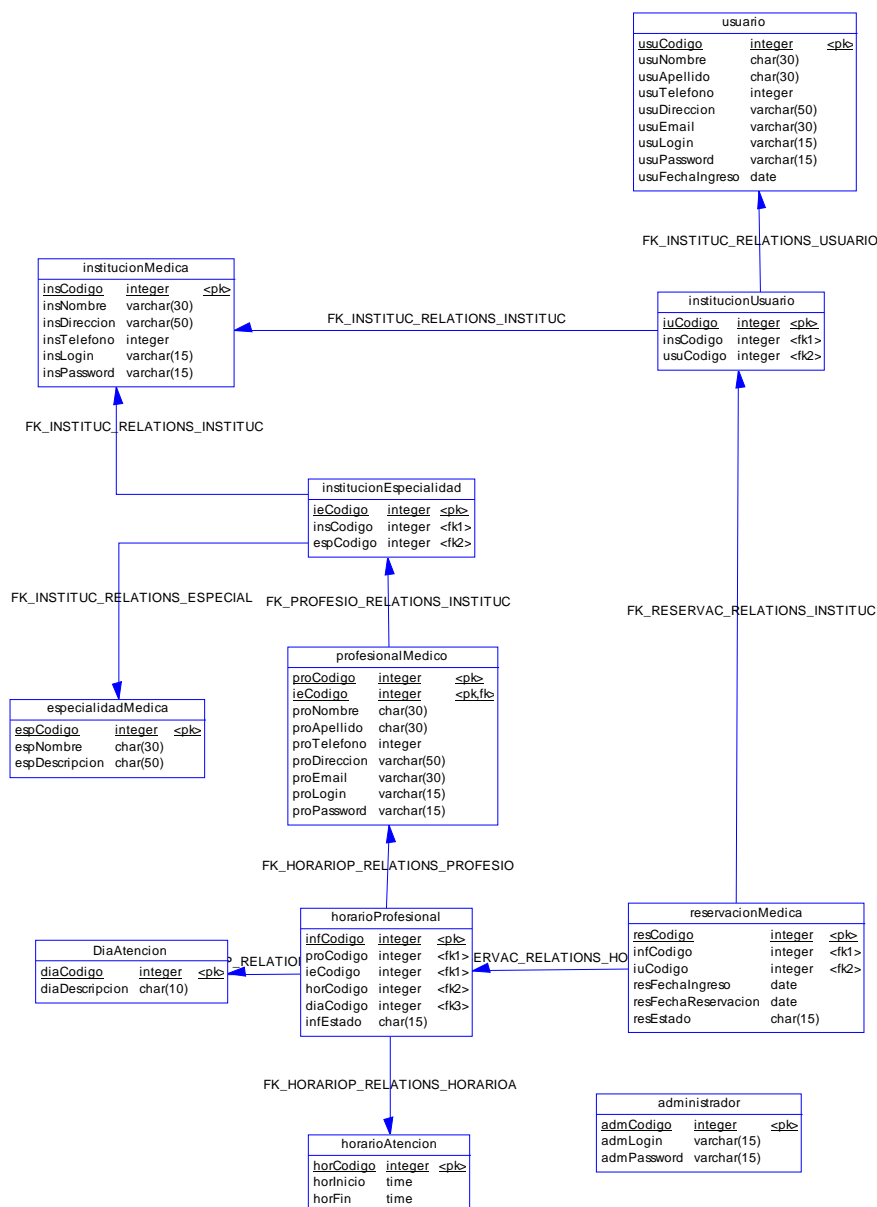 usuario
usuCodigo integer <pk>
usuNombre char(30)
usuApellido char(30)
usuTelefono integer
usuDireccion varchar(50)
usuEmail varchar(30)
usuLogin varchar(15)
usuPassword varchar(15)
usuFechaIngreso date
FK_INSTITUC_RELATIONS_USUARIO
institucionMedica
insCodigo integer <pk>
insNombre varchar(30)
insDireccion varchar(50)
insTelefono integer
insLogin varchar(15)
insPassword varchar(15)
FK_INSTITUC_RELATIONS_INSTITUC
institucionUsuario
iuCodigo integer <pk>
insCodigo integer <fk1>
usuCodigo integer <fk2>
FK_INSTITUC_RELATIONS_INSTITUC
institucionEspecialidad
ieCodigo integer <pk>
insCodigo integer <fk1>
espCodigo integer <fk2>
FK_INSTITUC_RELATIONS_ESPECIAL
FK_PROFESIO_RELATIONS_INSTITUC
FK_RESERVAC_RELATIONS_INSTITUC
profesionalMedico
proCodigo integer <pk>
ieCodigo integer <pk,fk>
proNombre char(30)
proApellido char(30)
proTelefono integer
proDireccion varchar(50)
proEmail varchar(30)
proLogin varchar(15)
proPassword varchar(15)
especialidadMedica
espCodigo integer <pk>
espNombre char(30)
espDescripcion char(50)
FK_HORARIOP_RELATIONS_PROFESIO
horarioProfesional
infCodigo integer <pk>
proCodigo integer <fk1>
ieCodigo integer <fk1>
horCodigo integer <fk2>
diaCodigo integer <fk3>
infEstado char(15)
DiaAtencion
diaCodigo integer <pk>
diaDescripcion char(10)
P_RELATION
ERVAC_RELATIONS_HO
reservacionMedica
resCodigo integer <pk>
infCodigo integer <fk1>
iuCodigo integer <fk2>
resFechaIngreso date
resFechaReservacion date
resEstado char(15)
FK_HORARIOP_RELATIONS_HORARIOA
administrador
admCodigo integer <pk>
admLogin varchar(15)
admPassword varchar(15)
horarioAtencion
horCodigo integer <pk>
horInicio time
horFin time